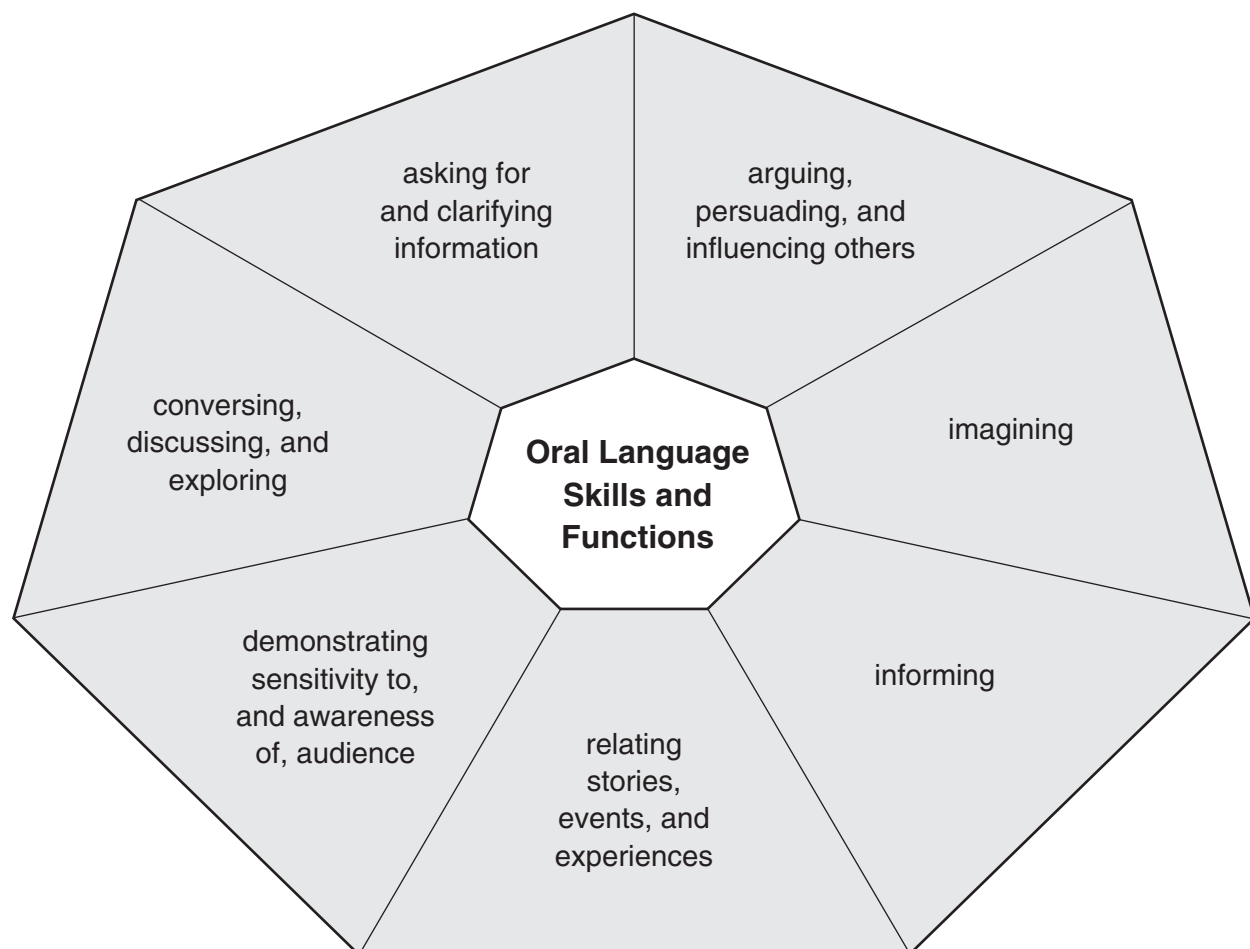 asking for
and clarifying
information
arguing,
persuading, and
influencing others
conversing,
discussing, and
exploring
Oral Language
Skills and
Functions
imagining
demonstrating
sensitivity to,
and awareness
of, audience
relating
stories,
events, and
experiences
informing